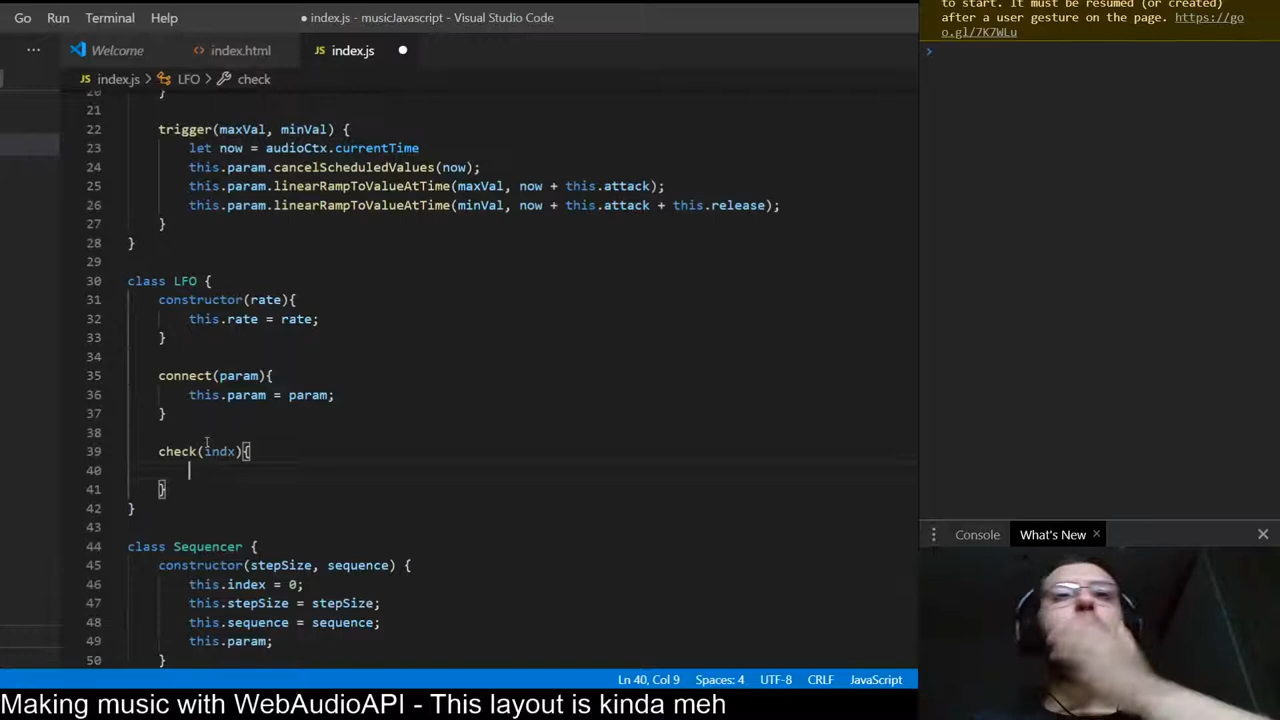 Go Run Terminal Help ● index.js - musicJavascript - Visual Studio Code
to start. It must be resumed (or created)
after a user gesture on the page. https://go
o.gl/7K7WLu
··· Welcome index.html JS index.js ●
JS index.js > LFO > check
>
20 }
21
22 trigger(maxVal, minVal) {
23 let now = audioCtx.currentTime
24 this.param.cancelScheduledValues(now);
25 this.param.linearRampToValueAtTime(maxVal, now + this.attack);
26 this.param.linearRampToValueAtTime(minVal, now + this.attack + this.release);
27 }
28 }
29
30 class LFO {
31 constructor(rate){
32 this.rate = rate;
33 }
34
35 connect(param){
36 this.param = param;
37 }
38
39 check(indx){
40
41 }
42 }
43
44 class Sequencer {
45 constructor(stepSize, sequence) {
46 this.index = 0;
47 this.stepSize = stepSize;
48 this.sequence = sequence;
49 this.param;
50 }
Console What's New ×
Ln 40, Col 9 Spaces: 4 UTF-8 CRLF JavaScript
Making music with WebAudioAPI - This layout is kinda meh